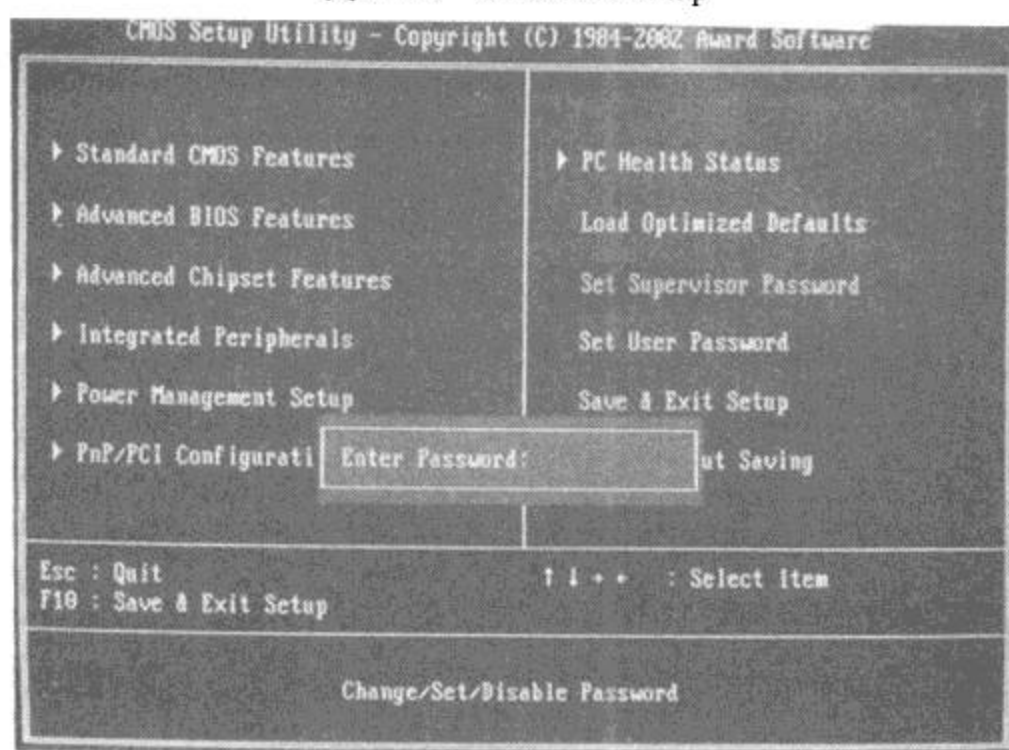 CMOS Setup Utility - Copyright (C) 1984-2002 Award Software
Standard CMOS Features
Advanced BIOS Features
Advanced Chipset Features
Integrated Peripherals
Power Management Setup
PnP/PCI Configurati
PC Health Status
Load Optimized Defaults
Set Supervisor Password
Set User Password
Save & Exit Setup
ut Saving
Enter Password:
Esc : Quit
F10 : Save & Exit Setup
↑ ↓ → ← : Select Item
Change/Set/Disable Password